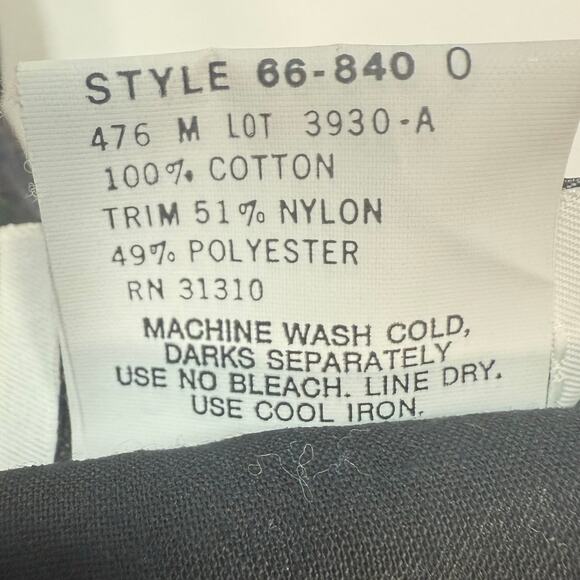 STYLE 66-840 O
476 M LOT 3930-A
100% COTTON
TRIM 51% NYLON
49% POLYESTER
RN 31310
MACHINE WASH COLD,
DARKS SEPARATELY
USE NO BLEACH. LINE DRY.
USE COOL IRON.